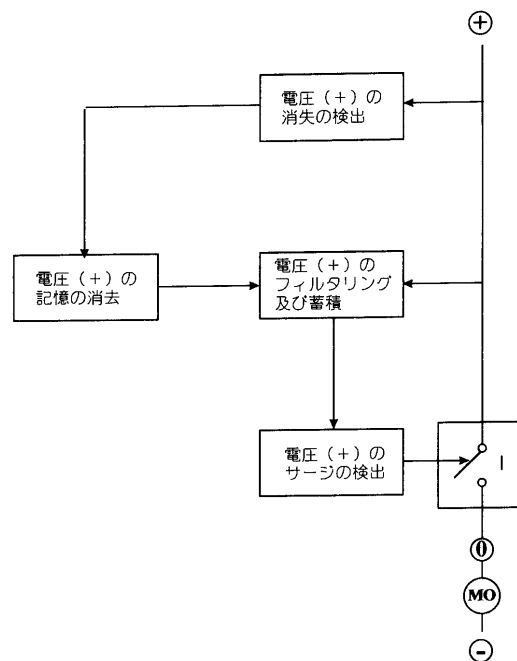 +
電圧(+)の
消失の検出
電圧(+)の
記憶の消去
電圧(+)の
フィルタリング
及び蓄積
電圧(+)の
サージの検出
I
θ
MO
-